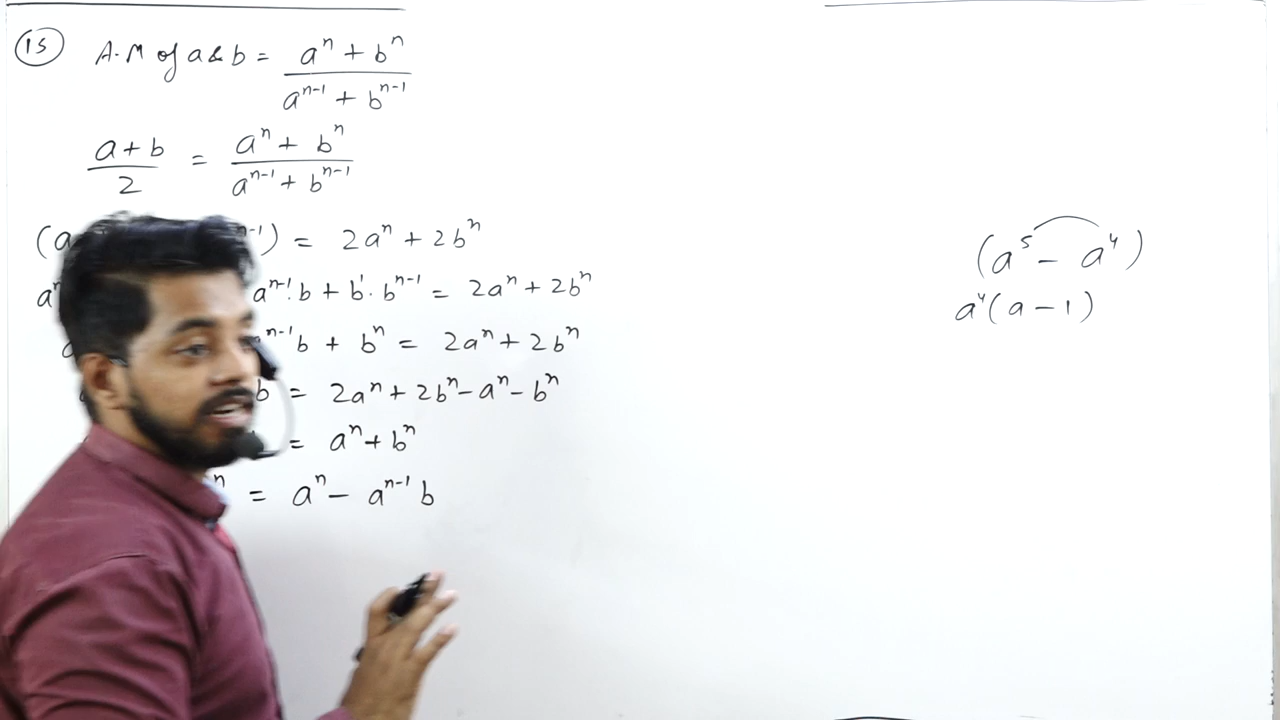 (15) A.M of a & b = (aⁿ + bⁿ)/(aⁿ⁻¹ + bⁿ⁻¹)
(a + b)/2 = (aⁿ + bⁿ)/(aⁿ⁻¹ + bⁿ⁻¹)
(a ⁿ⁻¹) = 2aⁿ + 2bⁿ
aⁿ aⁿ⁻¹·b + b¹·bⁿ⁻¹ = 2aⁿ + 2bⁿ
ⁿ⁻¹b + bⁿ = 2aⁿ + 2bⁿ
b = 2aⁿ + 2bⁿ - aⁿ - bⁿ
= aⁿ + bⁿ
ⁿ = aⁿ - aⁿ⁻¹b
(a⁵ - a⁴)
a⁴(a - 1)